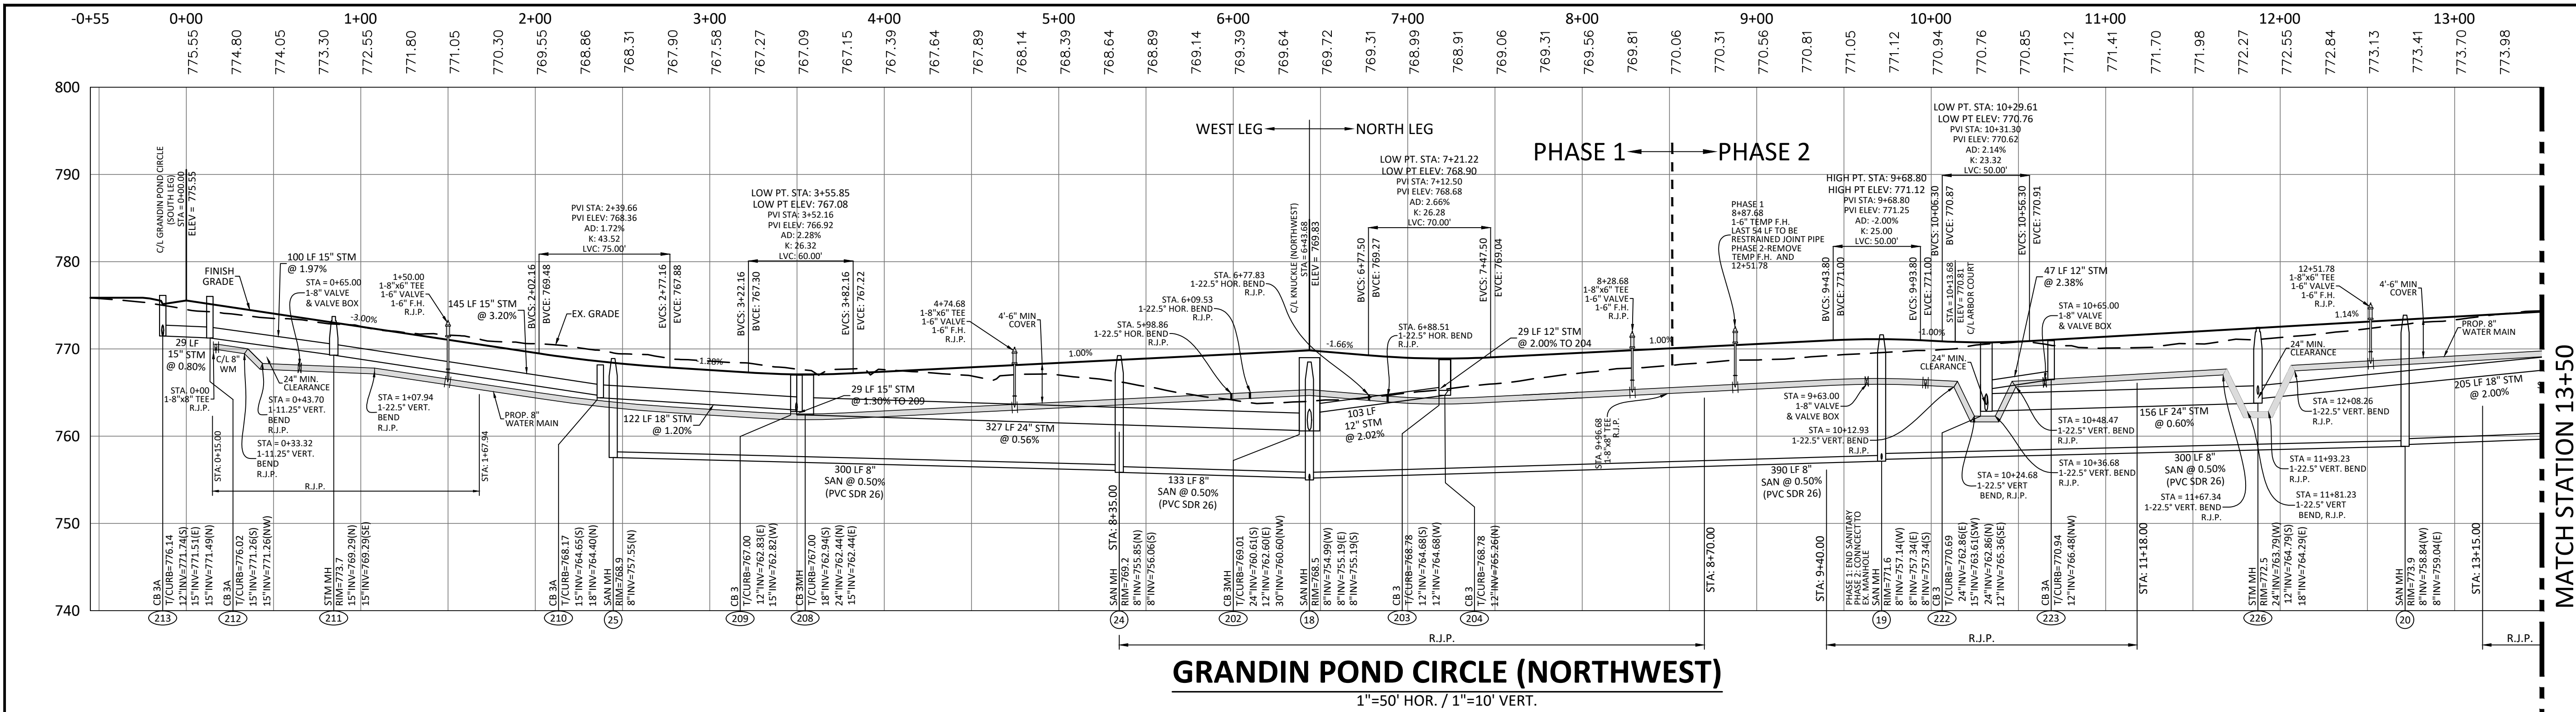 -0+55 0+00 1+00 2+00 3+00 4+00 5+00 6+00 7+00 8+00 9+00 10+00 11+00 12+00 13+00
775.55 774.80 774.05 773.30 772.55 771.80 771.05 770.30 769.55 768.86 768.31 767.90 767.58 767.27 767.09 767.15 767.39 767.64 767.89 768.14 768.39 768.64 768.89 769.14 769.39 769.64 769.72 769.31 768.99 768.91 769.06 769.31 769.56 769.81 770.06 770.31 770.56 770.81 771.05 771.12 770.94 770.76 770.85 771.12 771.41 771.70 771.98 772.27 772.55 772.84 773.13 773.41 773.70 773.98
800
790
780
770
760
750
740
C/L GRANDIN POND CIRCLE
(SOUTH LEG)
STA = 0+00.00
ELEV = 775.55
FINISH
GRADE
100 LF 15" STM
@ 1.97%
STA = 0+65.00
1-8" VALVE
& VALVE BOX
-3.00%
1+50.00
1-8"x6" TEE
1-6" VALVE
1-6" F.H.
R.J.P.
145 LF 15" STM
@ 3.20%
29 LF
15" STM
@ 0.80%
C/L 8"
WM
24" MIN.
CLEARANCE
STA. 0+00
1-8"x8" TEE
R.J.P.
STA = 0+43.70
1-11.25" VERT.
BEND
R.J.P.
STA = 0+33.32
1-11.25" VERT.
BEND
R.J.P.
STA = 1+07.94
1-22.5" VERT.
BEND
R.J.P.
PROP. 8"
WATER MAIN
STA: 0+15.00
R.J.P.
STA: 1+67.94
PVI STA: 2+39.66
PVI ELEV: 768.36
AD: 1.72%
K: 43.52
LVC: 75.00'
BVCS: 2+02.16
BVCE: 769.48
EX. GRADE
EVCS: 2+77.16
EVCE: 767.88
-1.28%
LOW PT. STA: 3+55.85
LOW PT ELEV: 767.08
PVI STA: 3+52.16
PVI ELEV: 766.92
AD: 2.28%
K: 26.32
LVC: 60.00'
BVCS: 3+22.16
BVCE: 767.30
EVCS: 3+82.16
EVCE: 767.22
29 LF 15" STM
@ 1.30% TO 209
122 LF 18" STM
@ 1.20%
300 LF 8"
SAN @ 0.50%
(PVC SDR 26)
4+74.68
1-8"x6" TEE
1-6" VALVE
1-6" F.H.
R.J.P.
4'-6" MIN
COVER
1.00%
327 LF 24" STM
@ 0.56%
STA. 6+77.83
1-22.5" HOR. BEND
R.J.P.
STA. 6+09.53
1-22.5" HOR. BEND
R.J.P.
STA. 5+98.86
1-22.5" HOR. BEND
R.J.P.
133 LF 8"
SAN @ 0.50%
(PVC SDR 26)
WEST LEG NORTH LEG
C/L KNUCKLE (NORTHWEST)
STA = 6+43.68
ELEV = 769.83
-1.66%
LOW PT. STA: 7+21.22
LOW PT ELEV: 768.90
PVI STA: 7+12.50
PVI ELEV: 768.68
AD: 2.66%
K: 26.28
LVC: 70.00'
BVCS: 6+77.50
BVCE: 769.27
EVCS: 7+47.50
EVCE: 769.04
STA. 6+88.51
1-22.5" HOR. BEND
R.J.P.
29 LF 12" STM
@ 2.00% TO 204
103 LF
12" STM
@ 2.02%
PHASE 1 PHASE 2
8+28.68
1-8"x6" TEE
1-6" VALVE
1-6" F.H.
R.J.P.
1.00%
STA. 9+96.68
1-8"x8" TEE
R.J.P.
PHASE 1
8+87.68
1-6" TEMP F.H.
LAST 54 LF TO BE
RESTRAINED JOINT PIPE
PHASE 2-REMOVE
TEMP F.H. AND
12+51.78
HIGH PT. STA: 9+68.80
HIGH PT ELEV: 771.12
PVI STA: 9+68.80
PVI ELEV: 771.25
AD: -2.00%
K: 25.00
LVC: 50.00'
BVCS: 9+43.80
BVCE: 771.00
EVCS: 9+93.80
EVCE: 771.00
-1.00%
LOW PT. STA: 10+29.61
LOW PT ELEV: 770.76
PVI STA: 10+31.30
PVI ELEV: 770.62
AD: 2.14%
K: 23.32
LVC: 50.00'
BVCS: 10+06.30
BVCE: 770.87
STA = 10+13.68
ELEV = 770.81
C/L ARBOR COURT
EVCS: 10+56.30
EVCE: 770.91
47 LF 12" STM
@ 2.38%
STA = 10+65.00
1-8" VALVE
& VALVE BOX
24" MIN.
CLEARANCE
STA = 9+63.00
1-8" VALVE
& VALVE BOX
STA = 10+12.93
1-22.5" VERT. BEND
R.J.P.
390 LF 8"
SAN @ 0.50%
(PVC SDR 26)
STA = 10+48.47
1-22.5" VERT. BEND
R.J.P.
STA = 10+36.68
1-22.5" VERT. BEND
R.J.P.
STA = 10+24.68
1-22.5" VERT
BEND, R.J.P.
156 LF 24" STM
@ 0.60%
300 LF 8"
SAN @ 0.50%
(PVC SDR 26)
STA = 11+67.34
1-22.5" VERT. BEND
R.J.P.
24" MIN.
CLEARANCE
STA = 12+08.26
1-22.5" VERT. BEND
R.J.P.
STA = 11+93.23
1-22.5" VERT. BEND
R.J.P.
STA = 11+81.23
1-22.5" VERT
BEND, R.J.P.
12+51.78
1-8"x6" TEE
1-6" VALVE
1-6" F.H.
R.J.P.
4'-6" MIN
COVER
1.14%
PROP. 8"
WATER MAIN
205 LF 18" STM
@ 2.00%
MATCH STATION 13+50
CB 3A
T/CURB=776.14
12"INV=771.74(S)
15"INV=771.51(E)
15"INV=771.49(N)
213
CB 3A
T/CURB=776.02
15"INV=771.26(S)
15"INV=771.26(NW)
212
STM MH
RIM=773.7
15"INV=769.29(N)
15"INV=769.29(SE)
211
CB 3A
T/CURB=768.17
15"INV=764.65(S)
18"INV=764.40(N)
210
SAN MH
RIM=768.9
8"INV=757.55(N)
25
CB 3
T/CURB=767.00
12"INV=762.83(E)
15"INV=762.82(W)
209
CB 3MH
T/CURB=767.00
18"INV=762.94(S)
24"INV=762.44(N)
15"INV=762.44(E)
208
STA: 8+35.00
SAN MH
RIM=769.2
8"INV=755.85(N)
8"INV=756.06(S)
24
CB 3MH
T/CURB=769.01
24"INV=760.61(S)
12"INV=762.60(E)
30"INV=760.60(NW)
202
SAN MH
RIM=768.5
8"INV=754.99(W)
8"INV=755.19(E)
8"INV=755.19(S)
18
CB 3
T/CURB=768.78
12"INV=764.68(S)
12"INV=764.68(W)
203
CB 3
T/CURB=768.78
12"INV=765.26(N)
204
STA: 8+70.00
R.J.P.
STA: 9+40.00
PHASE 1: END SANITARY
PHASE 2: CONNCECT TO
EX. MANHOLE
SAN MH
RIM=771.6
8"INV=757.14(W)
8"INV=757.34(E)
8"INV=757.34(S)
19
CB 3
T/CURB=770.69
24"INV=762.86(E)
15"INV=763.61(SW)
24"INV=762.86(N)
12"INV=765.36(SE)
222
CB 3A
T/CURB=770.94
12"INV=766.48(NW)
223
STA: 11+18.00
R.J.P.
STM MH
RIM=772.5
24"INV=763.79(W)
12"INV=764.79(S)
18"INV=764.29(E)
226
SAN MH
RIM=773.9
8"INV=758.84(W)
8"INV=759.04(E)
20
STA: 13+15.00
R.J.P.
GRANDIN POND CIRCLE (NORTHWEST)
1"=50' HOR. / 1"=10' VERT.